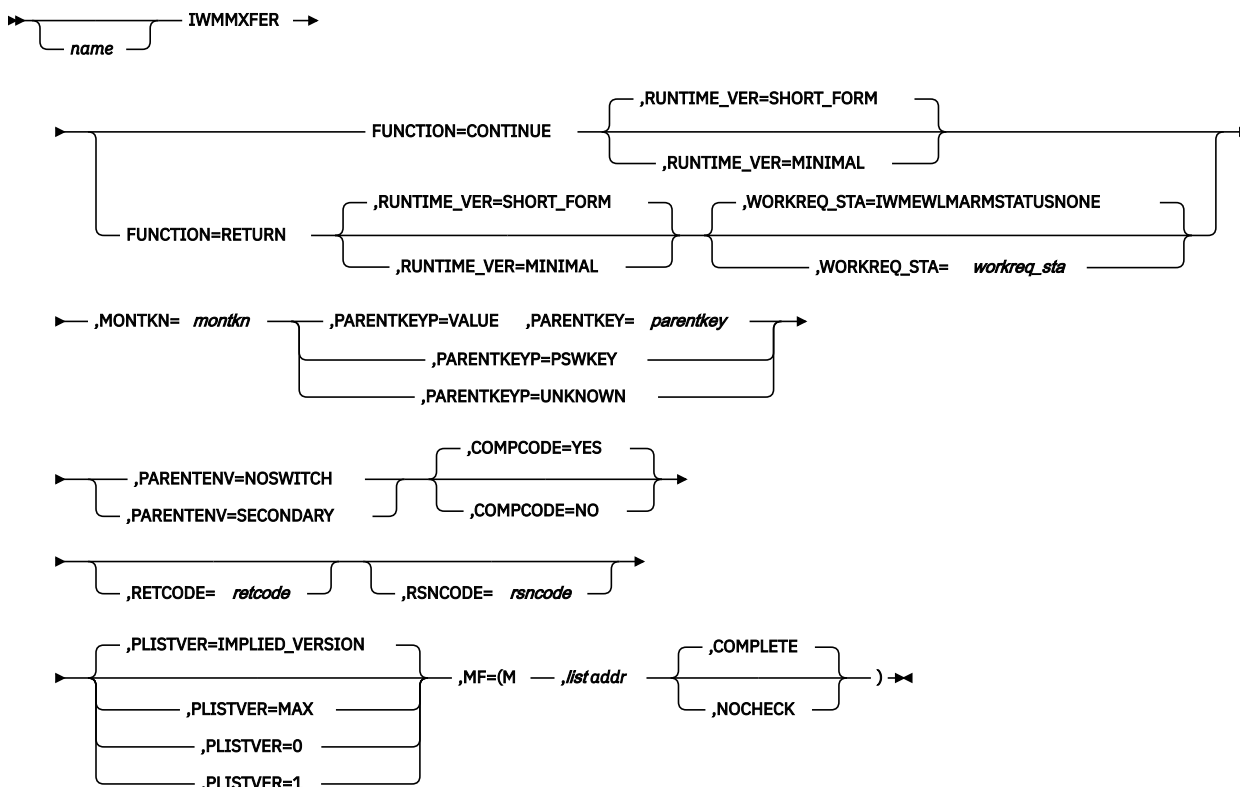 IWMMXFER
name
,RUNTIME_VER=SHORT_FORM
FUNCTION=CONTINUE
,RUNTIME_VER=MINIMAL
,RUNTIME_VER=SHORT_FORM ,WORKREQ_STA=IWMEWLMARMSTATUSNONE
FUNCTION=RETURN
,RUNTIME_VER=MINIMAL ,WORKREQ_STA= workreq_sta
,MONTKN= montkn ,PARENTKEYP=VALUE ,PARENTKEY= parentkey
,PARENTKEYP=PSWKEY
,PARENTKEYP=UNKNOWN
,COMPCODE=YES
,PARENTENV=NOSWITCH
,PARENTENV=SECONDARY ,COMPCODE=NO
,RETCODE= retcode ,RSNCODE= rsncode
,PLISTVER=IMPLIED_VERSION ,COMPLETE
,MF=(M ,list addr )
,PLISTVER=MAX ,NOCHECK
,PLISTVER=0
,PLISTVER=1